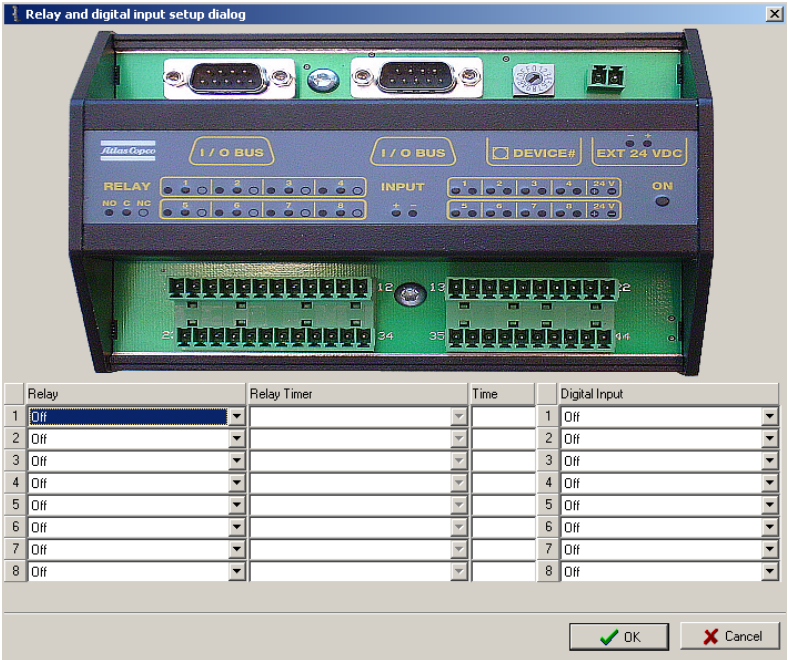 Relay and digital input setup dialog
Atlas Copco
I / O BUS
I / O BUS
DEVICE#
- +
EXT 24 VDC
RELAY
1 2 3 4
INPUT
1 2 3 4 24 V
ON
NO C NC
5 6 7 8
+ -
5 6 7 8 24 V
12
13
22
34
35
44
Relay Relay Timer Time Digital Input
1 Off 1 Off
2 Off 2 Off
3 Off 3 Off
4 Off 4 Off
5 Off 5 Off
6 Off 6 Off
7 Off 7 Off
8 Off 8 Off
OK
Cancel